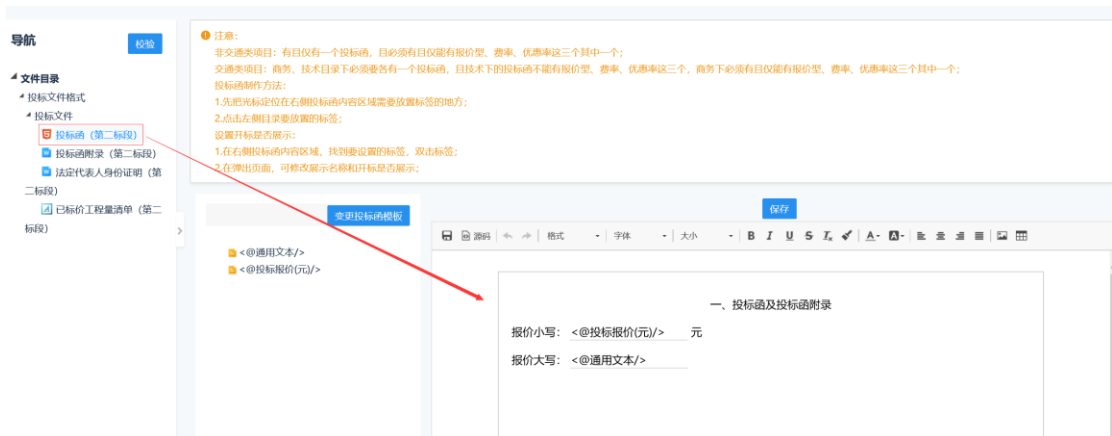 导航
校验
文件目录
投标文件格式
投标文件
投标函（第二标段）
投标函附录（第二标段）
法定代表人身份证明（第
二标段）
已标价工程量清单（第二
标段）
注意：
非交通类项目：有且仅有一个投标函，且必须有且仅能有报价型、费率、优惠率这三个其中一个；
交通类项目：商务、技术目录下必须要各有一个投标函，且技术下的投标函不能有报价型、费率、优惠率这三个，商务下必须有且仅能有报价型、费率、优惠率这三个其中一个；
投标函制作方法：
1.先把光标定位在右侧投标函内容区域需要放置标签的地方；
2.点击左侧目录要放置的标签；
设置开标是否展示：
1.在右侧投标函内容区域、找到要设置的标签，双击标签；
2.在弹出页面，可修改展示名称和开标是否展示；
变更投标函模板
<@通用文本/>
<@投标报价(元)/>
保存
源码 格式 字体 大小 B I U S Ix A A
一、投标函及投标函附录
报价小写： <@投标报价(元)/> 元
报价大写： <@通用文本/>